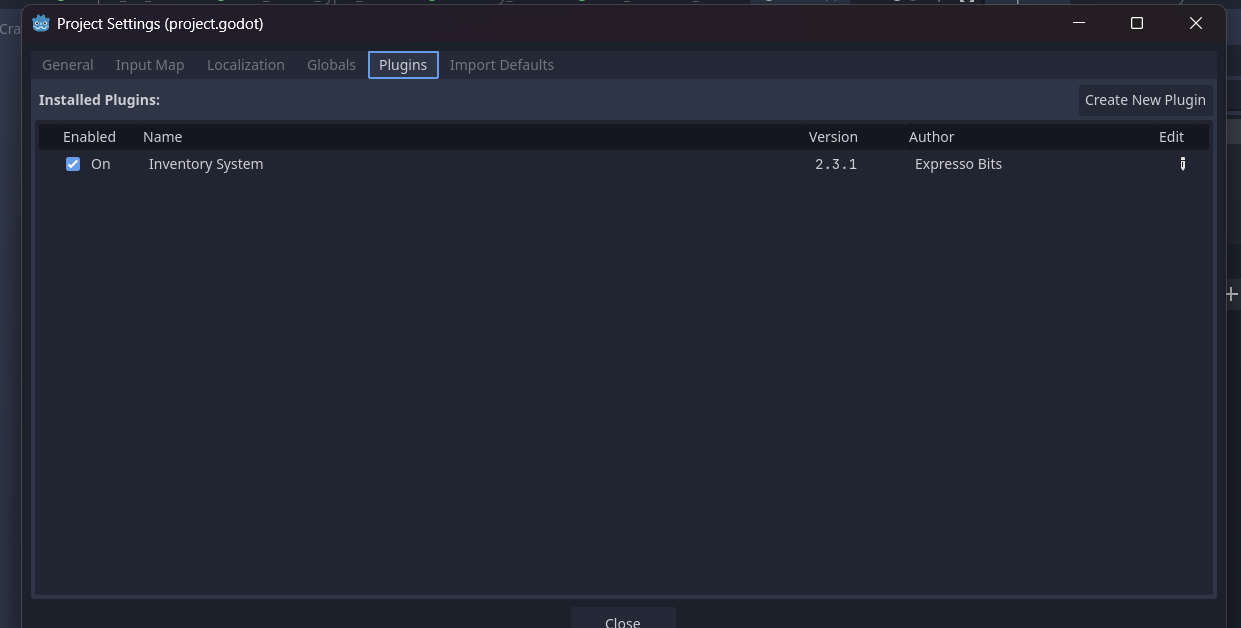 Project Settings (project.godot)
Cra
General Input Map Localization Globals Plugins Import Defaults
Installed Plugins: Create New Plugin
Enabled Name Version Author Edit
On Inventory System 2.3.1 Expresso Bits
Close